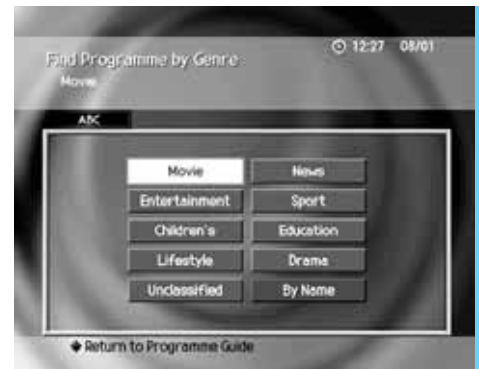 12:27 08/01
Find Programme by Genre
Movie
ABC
Movie News
Entertainment Sport
Children's Education
Lifestyle Drama
Unclassified By Name
Return to Programme Guide